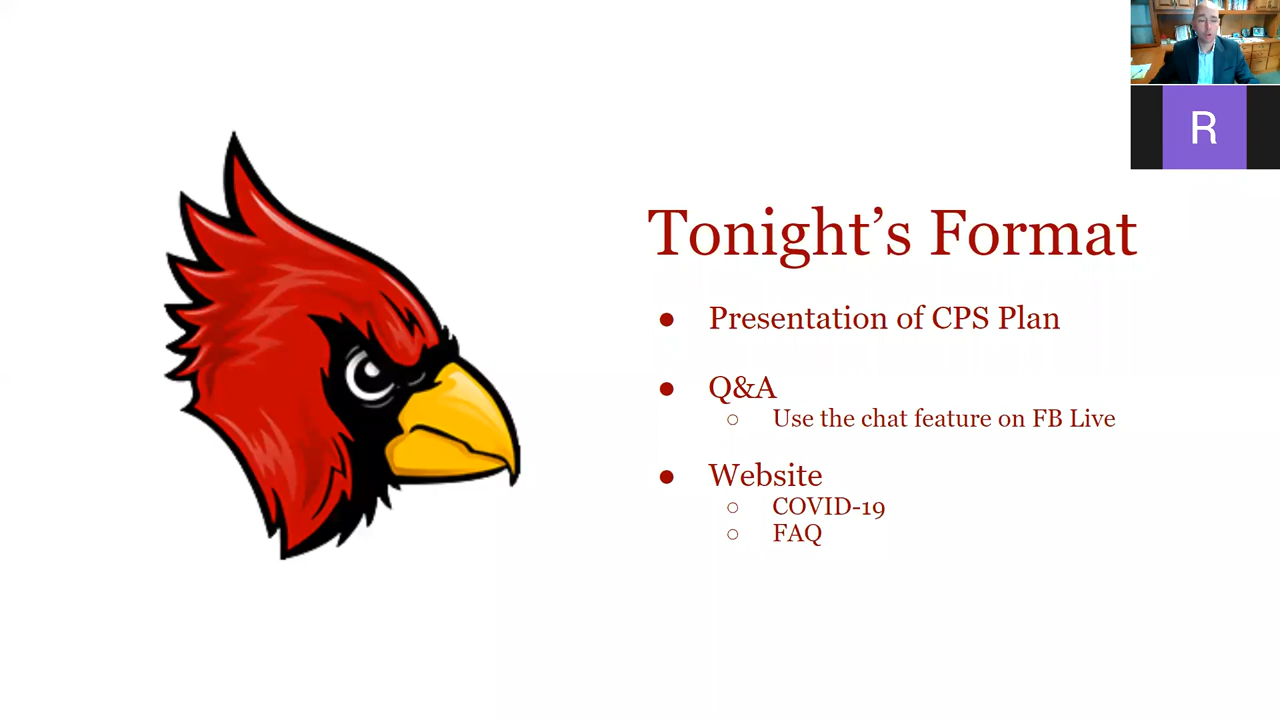 R
Tonight’s Format
● Presentation of CPS Plan
● Q&A
○ Use the chat feature on FB Live
● Website
○ COVID-19
○ FAQ